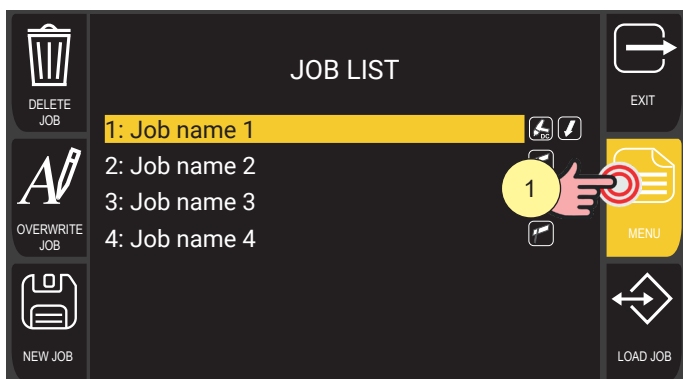 JOB LIST
DELETE
JOB
EXIT
1: Job name 1
DC
2: Job name 2
1
3: Job name 3
OVERWRITE
JOB
MENU
4: Job name 4
NEW JOB
LOAD JOB